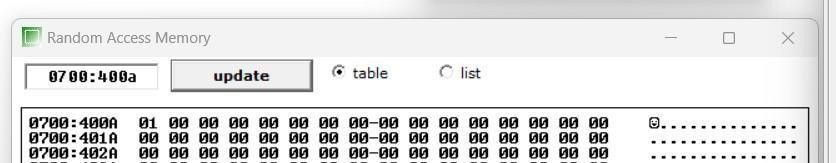 Random Access Memory
0700:400a update table list
0700:400A 01 00 00 00 00 00 00 00-00 00 00 00 00 00 00 00 ☺...............
0700:401A 00 00 00 00 00 00 00 00-00 00 00 00 00 00 00 00 ................
0700:402A 00 00 00 00 00 00 00 00-00 00 00 00 00 00 00 00 ................